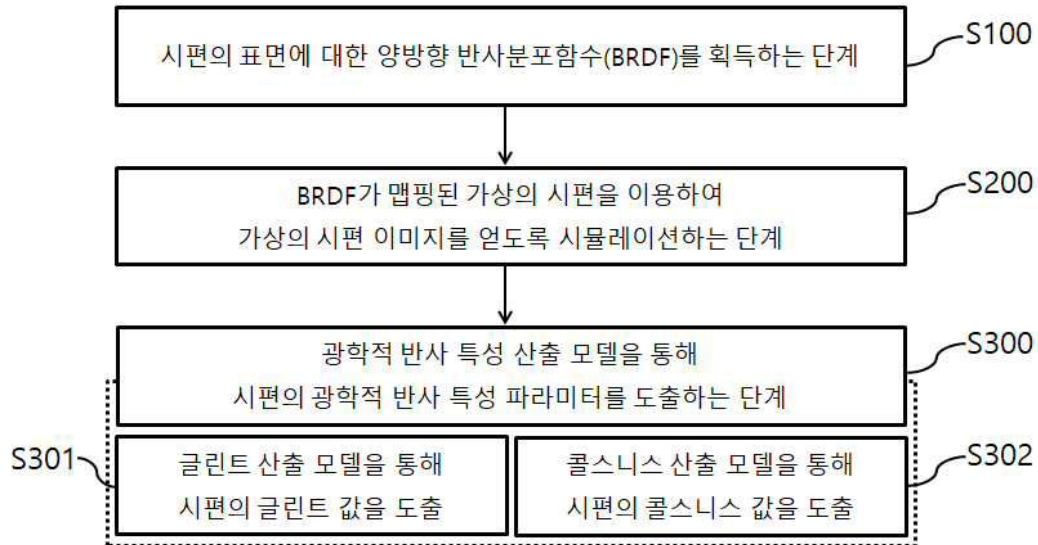 시편의 표면에 대한 양방향 반사분포함수(BRDF)를 획득하는 단계
S100
BRDF가 맵핑된 가상의 시편을 이용하여
가상의 시편 이미지를 얻도록 시뮬레이션하는 단계
S200
광학적 반사 특성 산출 모델을 통해
시편의 광학적 반사 특성 파라미터를 도출하는 단계
S300
S301
글린트 산출 모델을 통해
시편의 글린트 값을 도출
콜스니스 산출 모델을 통해
시편의 콜스니스 값을 도출
S302